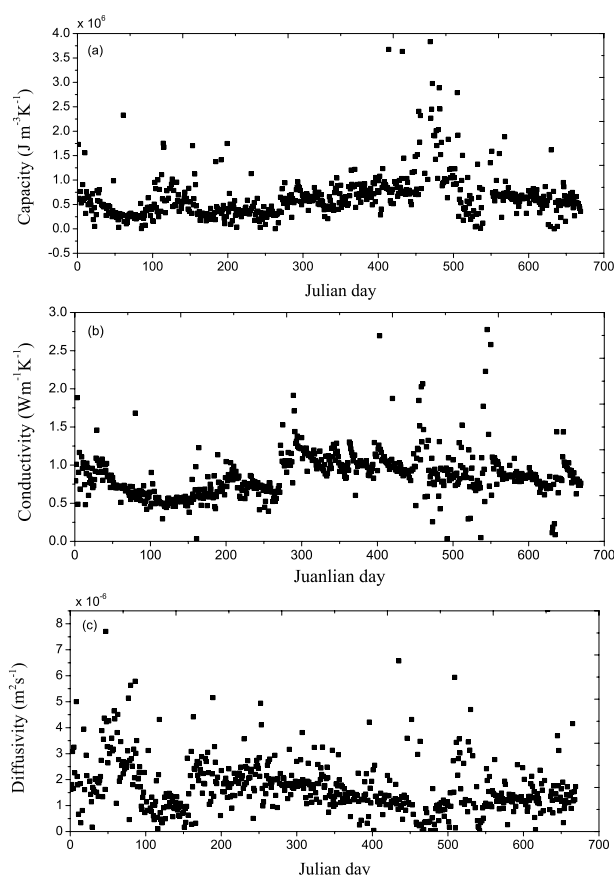 x 10⁶
4.0
3.5
3.0
2.5
2.0
1.5
1.0
0.5
0.0
-0.5
(a)
Capacity (J m⁻³K⁻¹)
0 100 200 300 400 500 600 700
Julian day
3.0
2.5
2.0
1.5
1.0
0.5
0.0
(b)
Conductivity (Wm⁻¹K⁻¹)
0 100 200 300 400 500 600 700
Juanlian day
x 10⁻⁶
8
7
6
5
4
3
2
1
0
(c)
Diffusivity (m²s⁻¹)
0 100 200 300 400 500 600 700
Julian day